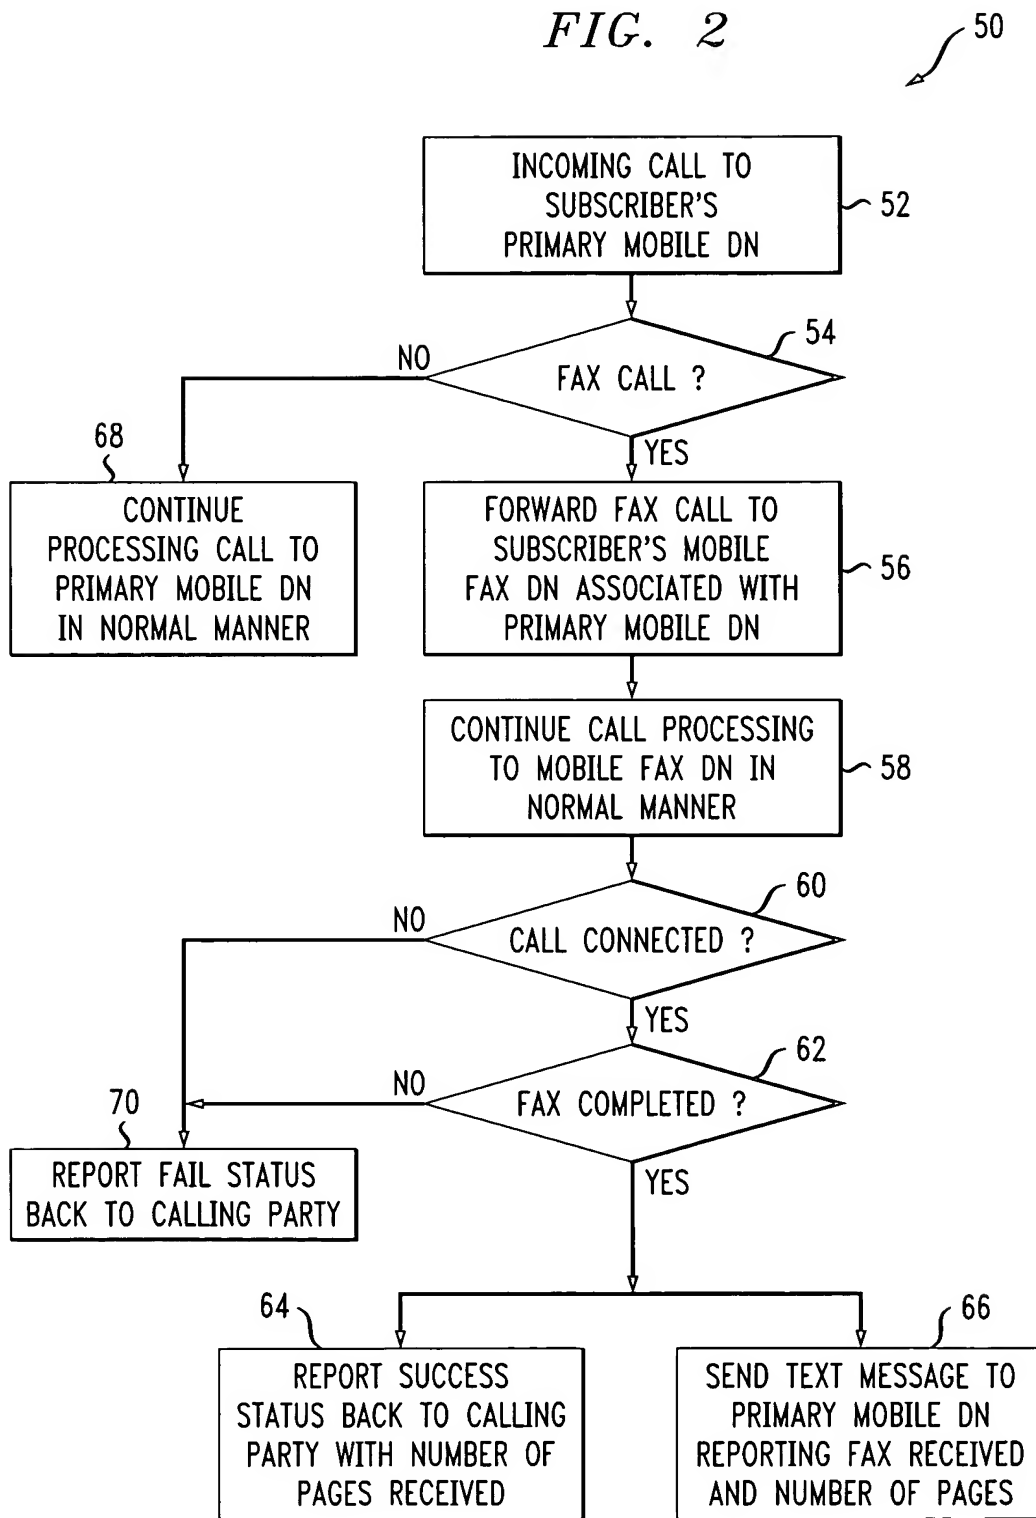 FIG. 2
50
INCOMING CALL TO
SUBSCRIBER'S
PRIMARY MOBILE DN
52
54
FAX CALL ?
NO
YES
68
CONTINUE
PROCESSING CALL TO
PRIMARY MOBILE DN
IN NORMAL MANNER
FORWARD FAX CALL TO
SUBSCRIBER'S MOBILE
FAX DN ASSOCIATED WITH
PRIMARY MOBILE DN
56
CONTINUE CALL PROCESSING
TO MOBILE FAX DN IN
NORMAL MANNER
58
60
CALL CONNECTED ?
NO
YES
62
FAX COMPLETED ?
NO
YES
70
REPORT FAIL STATUS
BACK TO CALLING PARTY
64
REPORT SUCCESS
STATUS BACK TO CALLING
PARTY WITH NUMBER OF
PAGES RECEIVED
66
SEND TEXT MESSAGE TO
PRIMARY MOBILE DN
REPORTING FAX RECEIVED
AND NUMBER OF PAGES